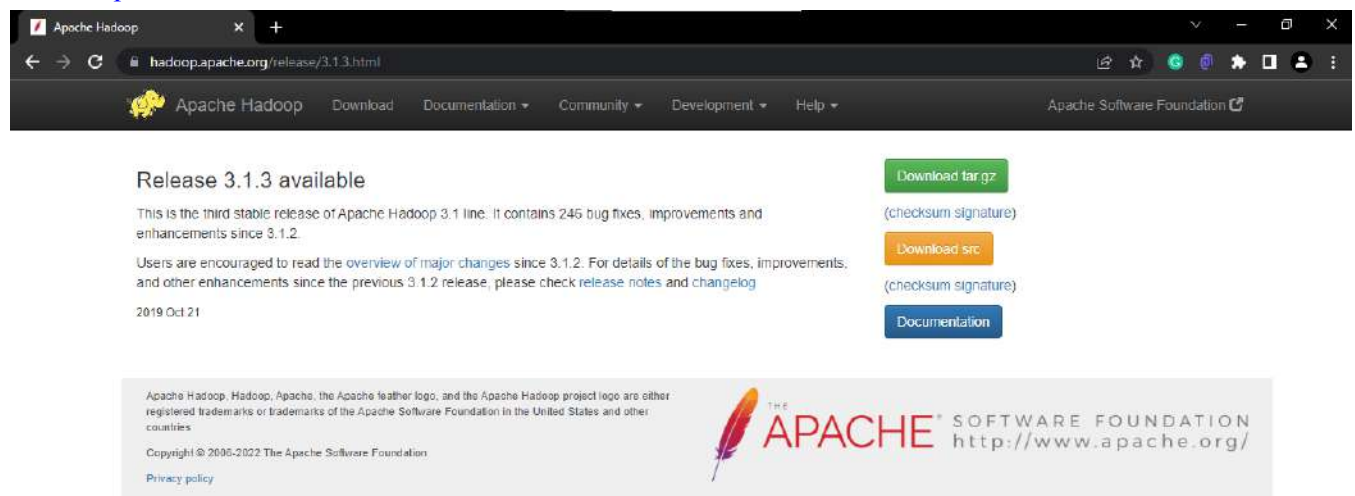 Apache Hadoop
hadoop.apache.org/release/3.1.3.html
Apache Hadoop Download Documentation Community Development Help Apache Software Foundation
Release 3.1.3 available
This is the third stable release of Apache Hadoop 3.1 line. It contains 246 bug fixes, improvements and
enhancements since 3.1.2.
Users are encouraged to read the overview of major changes since 3.1.2. For details of the bug fixes, improvements,
and other enhancements since the previous 3.1.2 release, please check release notes and changelog
2019 Oct 21
Download tar.gz
(checksum signature)
Download src
(checksum signature)
Documentation
Apache Hadoop, Hadoop, Apache, the Apache feather logo, and the Apache Hadoop project logo are either
registered trademarks or trademarks of the Apache Software Foundation in the United States and other
countries
Copyright © 2006-2022 The Apache Software Foundation
Privacy policy
THE
APACHE® SOFTWARE FOUNDATION
http://www.apache.org/